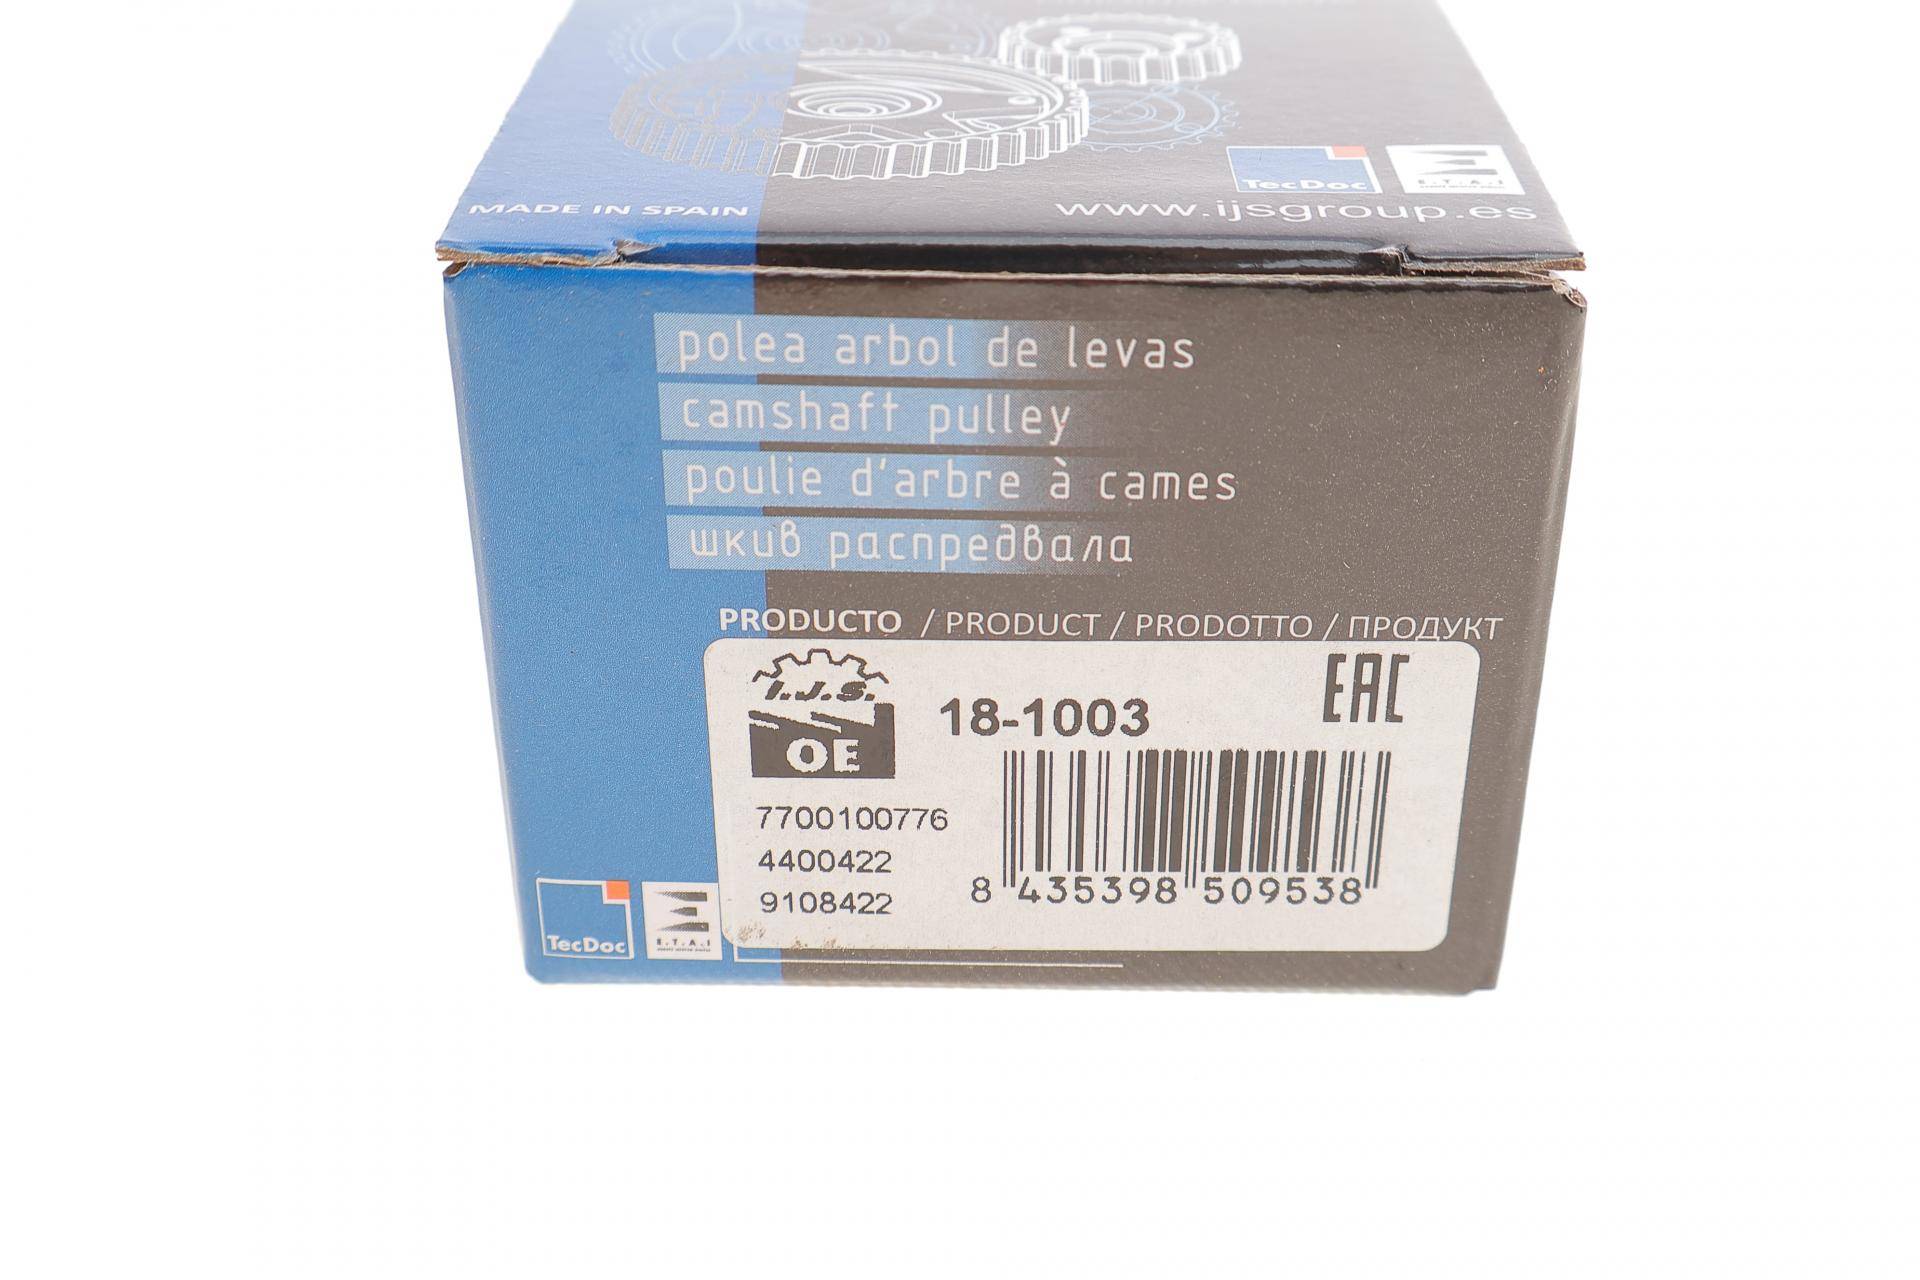 TecDoc
E.T.A.I
MADE IN SPAIN
www.ijsgroup.es
polea arbol de levas
camshaft pulley
poulie d'arbre à cames
шкив распредвала
PRODUCTO / PRODUCT / PRODOTTO / ПРОДУКТ
I.J.S.
OE
18-1003
EAC
7700100776
4400422
9108422
8 435398 509538
TecDoc
E.T.A.I